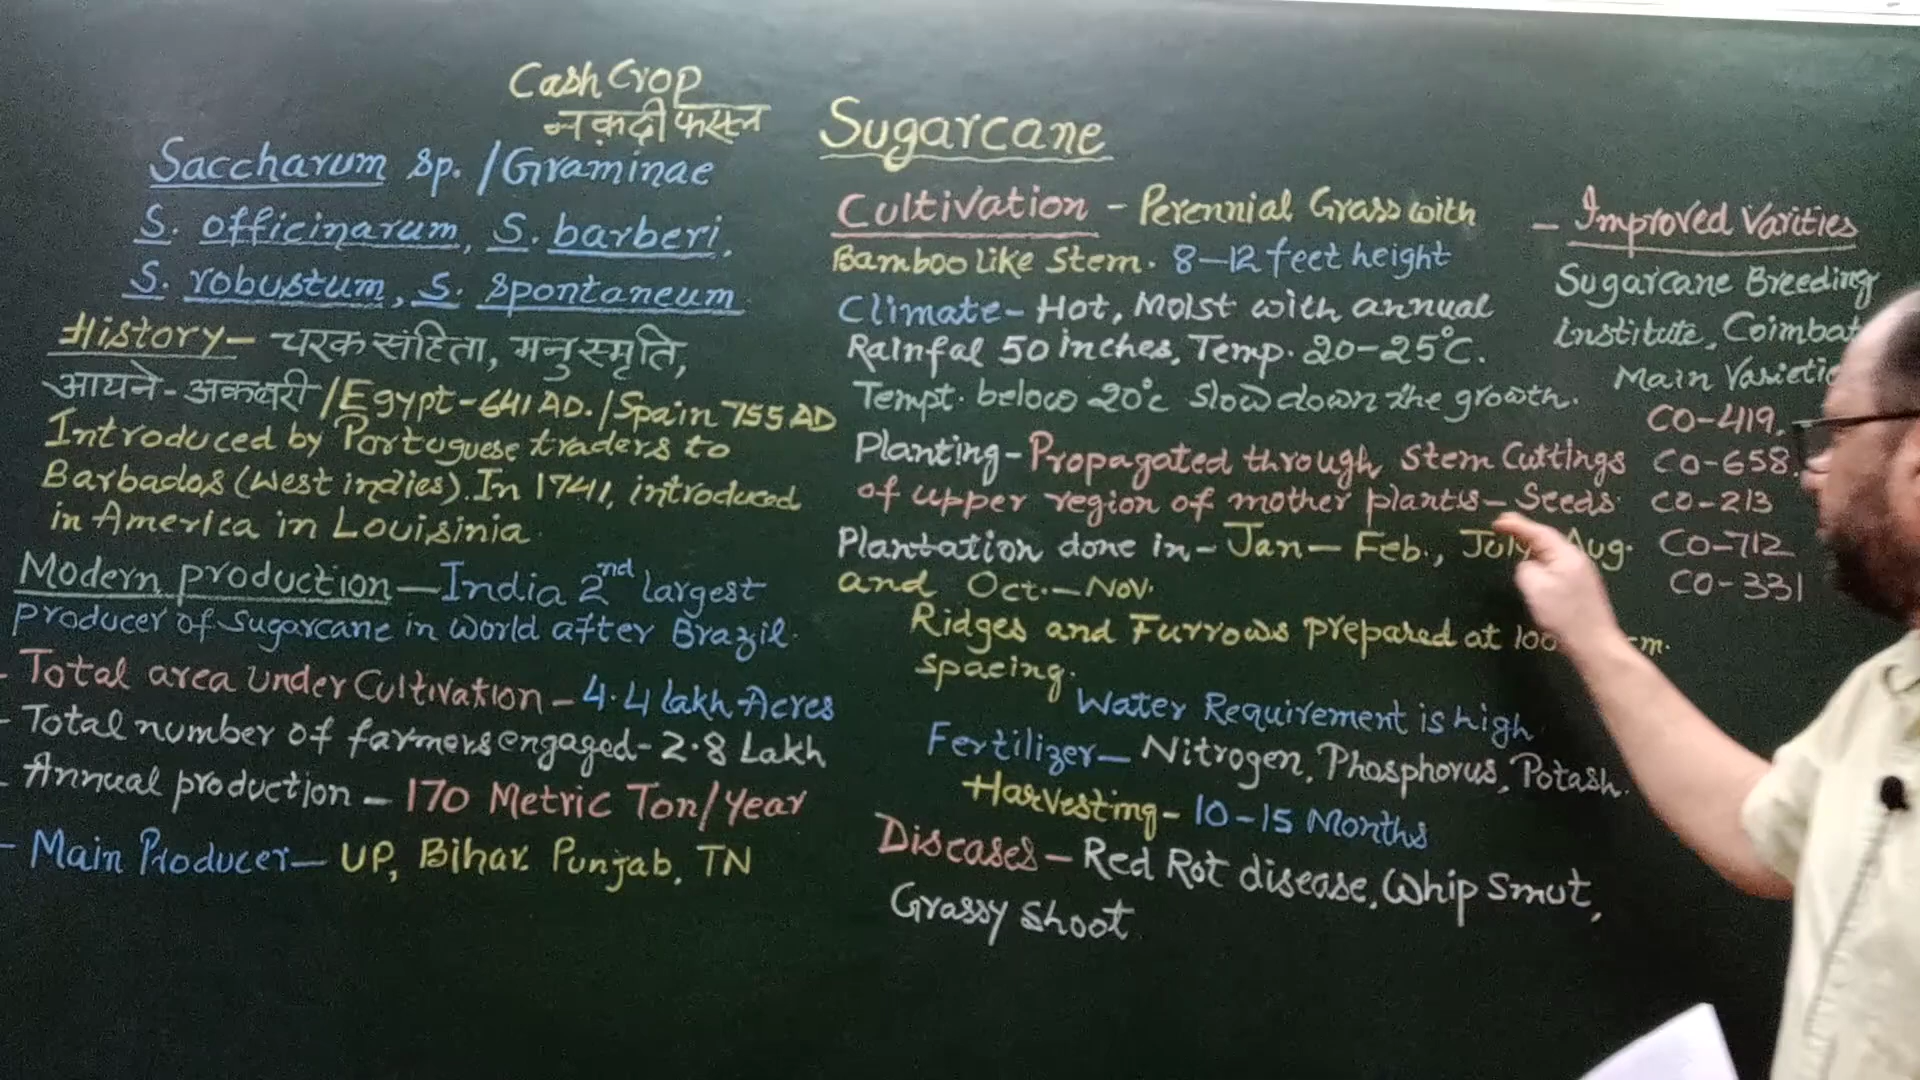 Cash Crop
नकदी फसल
Sugarcane
Saccharum sp. / Graminae
S. officinarum, S. barberi,
S. robustum, S. spontaneum
History - चरक संहिता, मनुस्मृति,
आयने - अकबरी / Egypt - 641 AD. / Spain 755 AD
Introduced by Portuguese traders to
Barbados (West indies). In 1741, introduced
in America in Louisinia
Modern production - India 2nd largest
producer of Sugarcane in World after Brazil.
- Total area Under Cultivation - 4.4 lakh Acres
- Total number of farmers engaged - 2.8 Lakh
- Annual production - 170 Metric Ton/Year
- Main Producer - UP, Bihar. Punjab, TN
Cultivation - Perennial Grass with
Bamboo like Stem. 8-12 feet height
Climate - Hot, Moist with annual
Rainfal 50 inches, Temp. 20-25°C.
Tempt. below 20°c Slow down the growth.
Planting - Propagated through Stem Cuttings
of upper region of mother plants - Seeds.
Plantation done in - Jan - Feb., July Aug.
and Oct. - Nov.
Ridges and Furrows prepared at m.
spacing.
Water Requirement is high.
Fertilizer - Nitrogen, Phosphorus, Potash.
Harvesting - 10-15 Months
Diseases - Red Rot disease, Whip Smut,
Grassy Shoot
- Improved Varities
Sugarcane Breeding
institute, Coimbat
Main Varieti
CO-419,
CO-658,
CO-213
CO-712
CO-331